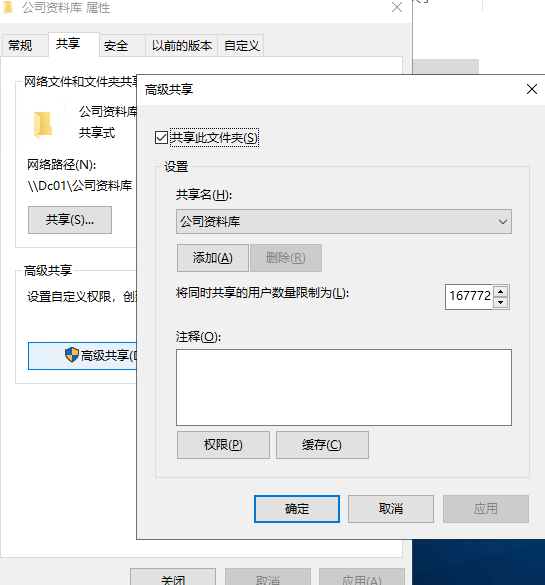 公司资料库 属性
常规
共享
安全
以前的版本
自定义
网络文件和文件夹共享
公司资料库
共享式
网络路径(N):
\\Dc01\公司资料库
共享(S)...
高级共享
设置自定义权限，创
高级共享(D
关闭
取消
应用(A)
高级共享
共享此文件夹(S)
设置
共享名(H):
公司资料库
添加(A)
删除(R)
将同时共享的用户数量限制为(L):
167772
注释(O):
权限(P)
缓存(C)
确定
取消
应用